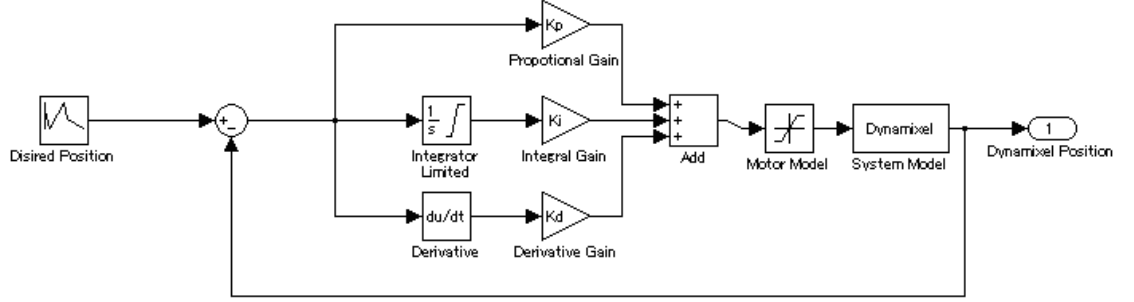 Kp
Propotional Gain
Disired Position
+
−
1
s
Integrator
Limited
Ki
Integral Gain
+
+
+
Add
Motor Model
Dynamixel
System Model
1
Dynamixel Position
du/dt
Derivative
Kd
Derivative Gain